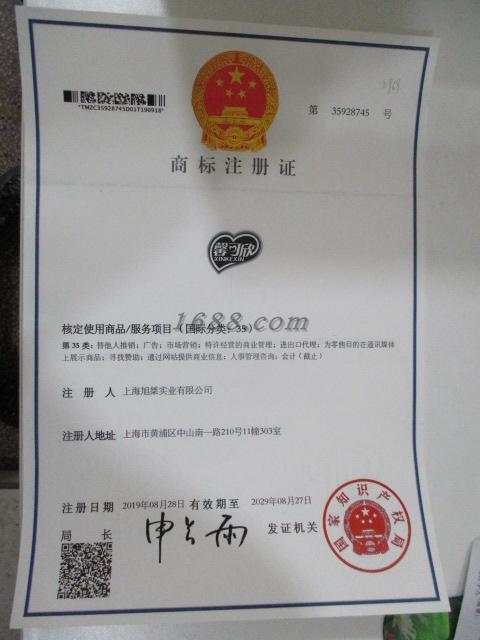 *TMZC35928745D01T190918*
第 35928745 号
商标注册证
馨可欣
XINKEXIN
核定使用商品/服务项目（国际分类：35）
1688.com
第 35 类：替他人推销；广告；市场营销；特许经营的商业管理；进出口代理；为零售目的在通讯媒体
上展示商品；寻找赞助；通过网站提供商业信息；人事管理咨询；会计（截止）
注 册 人 上海旭燊实业有限公司
注册人地址 上海市黄浦区中山南一路210号11幢303室
注册日期 2019年08月28日 有效期至 2029年08月27日
局 长 申长雨 发证机关
国家知识产权局